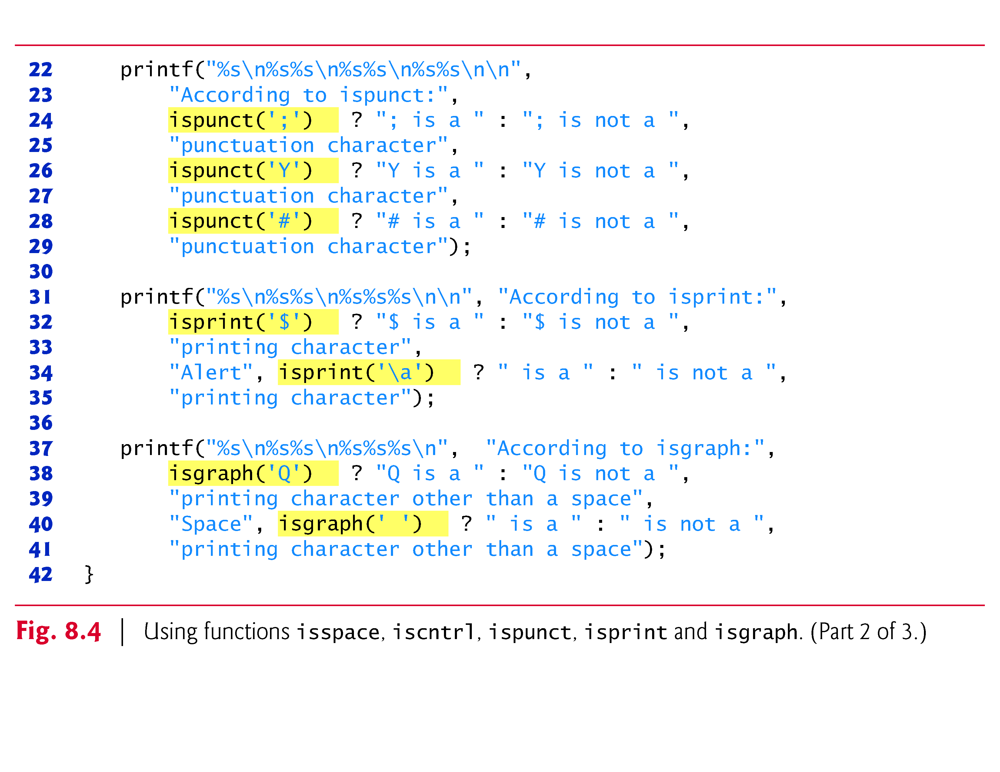 22 printf("%s\n%s%s\n%s%s\n%s%s\n\n",
23 "According to ispunct:",
24 ispunct(';') ? "; is a " : "; is not a ",
25 "punctuation character",
26 ispunct('Y') ? "Y is a " : "Y is not a ",
27 "punctuation character",
28 ispunct('#') ? "# is a " : "# is not a ",
29 "punctuation character");
30
31 printf("%s\n%s%s\n%s%s%s\n\n", "According to isprint:",
32 isprint('$') ? "$ is a " : "$ is not a ",
33 "printing character",
34 "Alert", isprint('\a') ? " is a " : " is not a ",
35 "printing character");
36
37 printf("%s\n%s%s\n%s%s%s\n", "According to isgraph:",
38 isgraph('Q') ? "Q is a " : "Q is not a ",
39 "printing character other than a space",
40 "Space", isgraph(' ') ? " is a " : " is not a ",
41 "printing character other than a space");
42 }
Fig. 8.4 | Using functions isspace, iscntrl, ispunct, isprint and isgraph. (Part 2 of 3.)